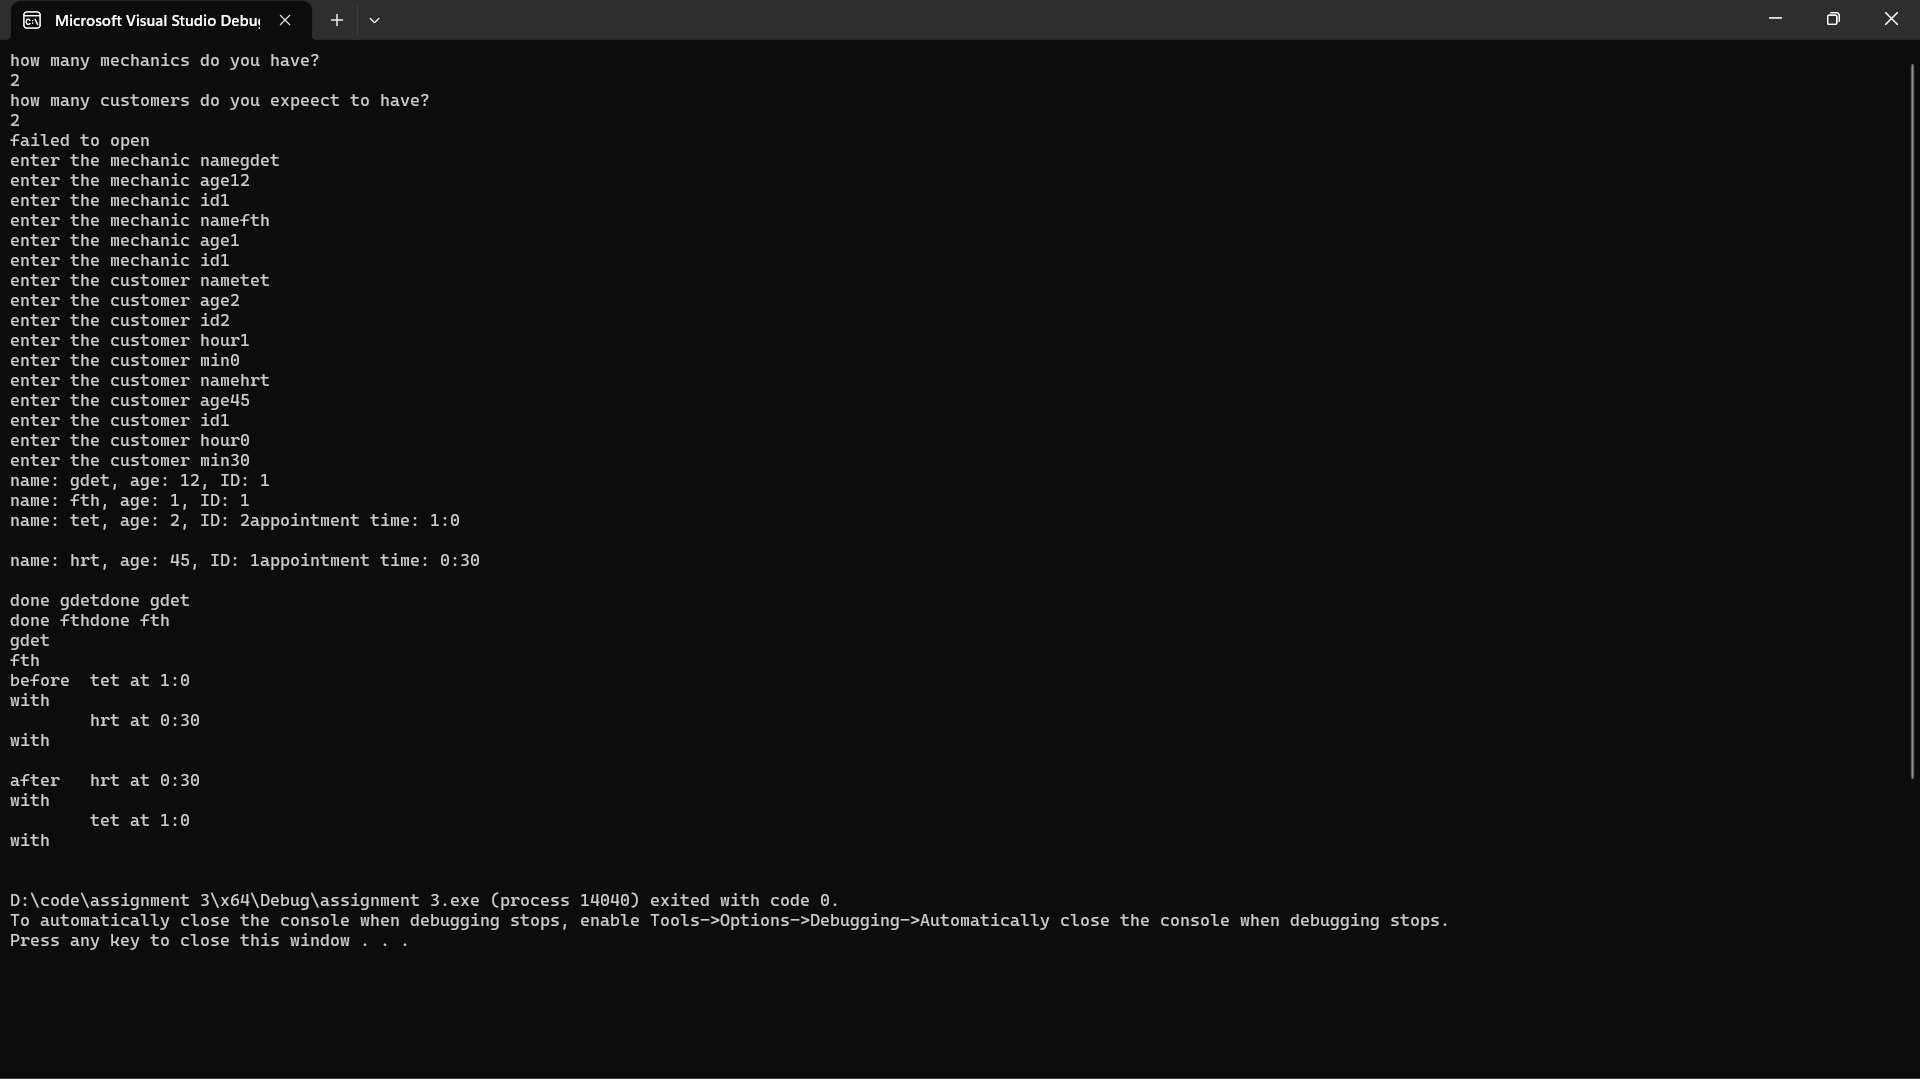 Microsoft Visual Studio Debu
how many mechanics do you have?
2
how many customers do you expeect to have?
2
failed to open
enter the mechanic namegdet
enter the mechanic age12
enter the mechanic id1
enter the mechanic namefth
enter the mechanic age1
enter the mechanic id1
enter the customer nametet
enter the customer age2
enter the customer id2
enter the customer hour1
enter the customer min0
enter the customer namehrt
enter the customer age45
enter the customer id1
enter the customer hour0
enter the customer min30
name: gdet, age: 12, ID: 1
name: fth, age: 1, ID: 1
name: tet, age: 2, ID: 2appointment time: 1:0
name: hrt, age: 45, ID: 1appointment time: 0:30
done gdetdone gdet
done fthdone fth
gdet
fth
before  tet at 1:0
with
hrt at 0:30
with
after   hrt at 0:30
with
tet at 1:0
with
D:\code\assignment 3\x64\Debug\assignment 3.exe (process 14040) exited with code 0.
To automatically close the console when debugging stops, enable Tools->Options->Debugging->Automatically close the console when debugging stops.
Press any key to close this window . . .